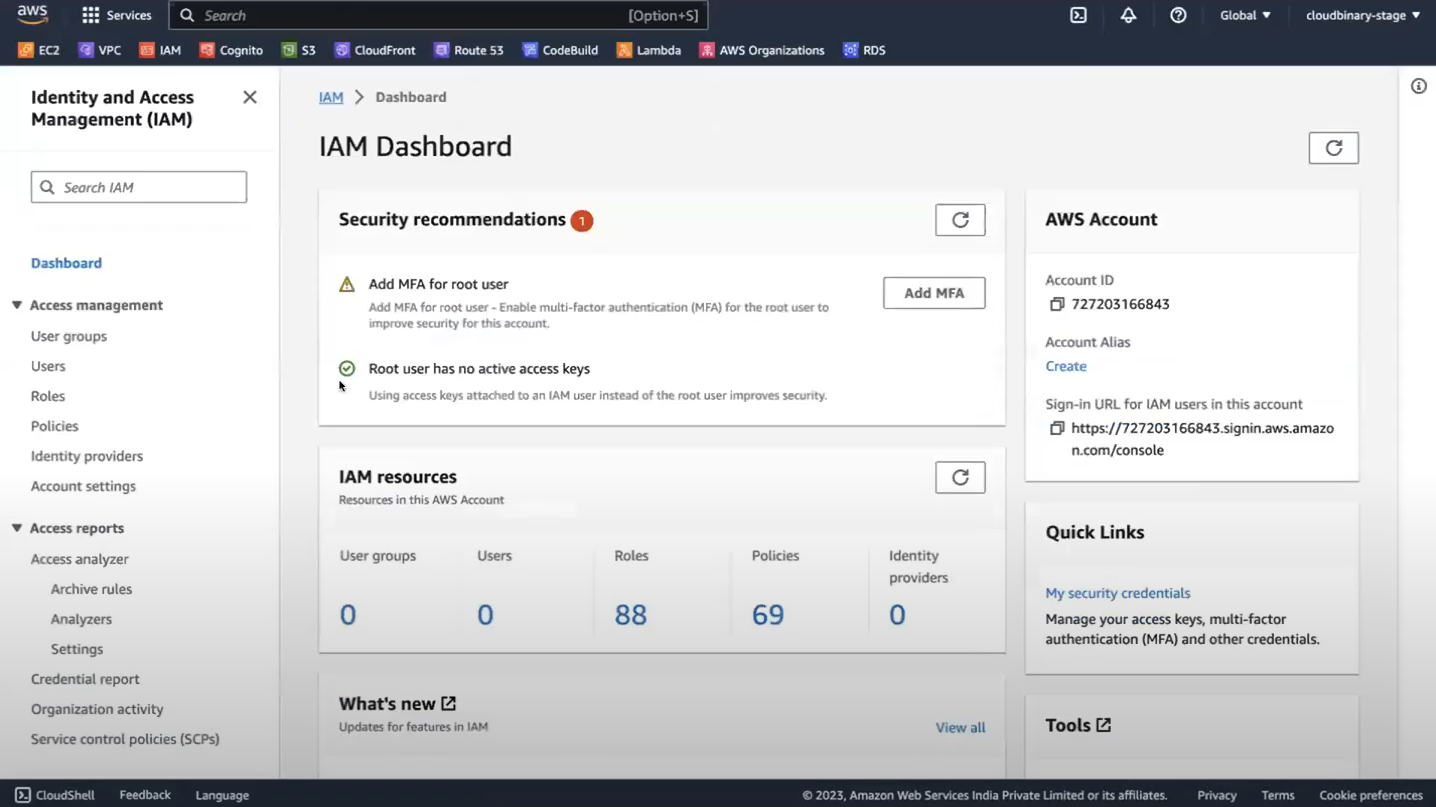 aws
Services
Search
[Option+S]
Global
cloudbinary-stage
EC2
VPC
IAM
Cognito
S3
CloudFront
Route 53
CodeBuild
Lambda
AWS Organizations
RDS
Identity and Access
Management (IAM)
Search IAM
Dashboard
Access management
User groups
Users
Roles
Policies
Identity providers
Account settings
Access reports
Access analyzer
Archive rules
Analyzers
Settings
Credential report
Organization activity
Service control policies (SCPs)
IAM > Dashboard
IAM Dashboard
Security recommendations 1
Add MFA for root user
Add MFA for root user - Enable multi-factor authentication (MFA) for the root user to
improve security for this account.
Add MFA
Root user has no active access keys
Using access keys attached to an IAM user instead of the root user improves security.
IAM resources
Resources in this AWS Account
User groups
0
Users
0
Roles
88
Policies
69
Identity
providers
0
What's new
Updates for features in IAM
View all
AWS Account
Account ID
727203166843
Account Alias
Create
Sign-in URL for IAM users in this account
https://727203166843.signin.aws.amazo
n.com/console
Quick Links
My security credentials
Manage your access keys, multi-factor
authentication (MFA) and other credentials.
Tools
CloudShell
Feedback
Language
© 2023, Amazon Web Services India Private Limited or its affiliates.
Privacy
Terms
Cookie preferences